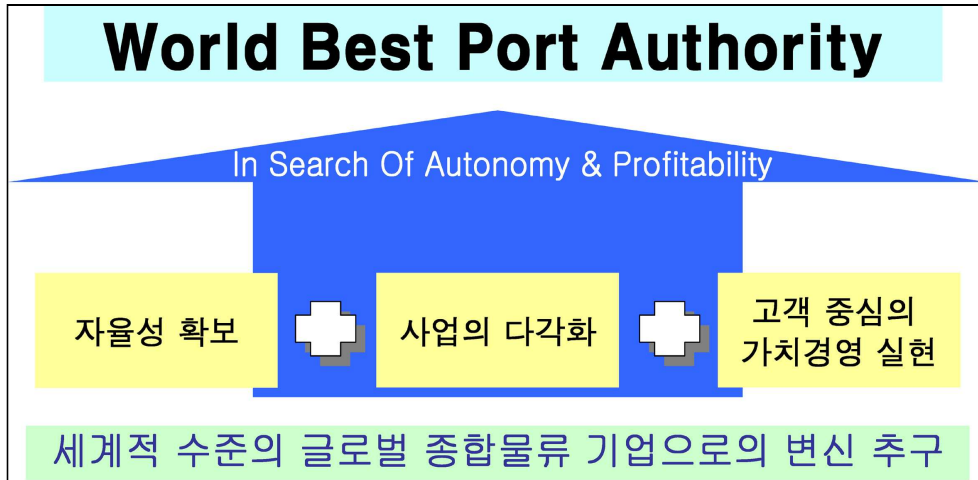 World Best Port Authority
In Search Of Autonomy & Profitability
자율성 확보
사업의 다각화
고객 중심의
가치경영 실현
세계적 수준의 글로벌 종합물류 기업으로의 변신 추구